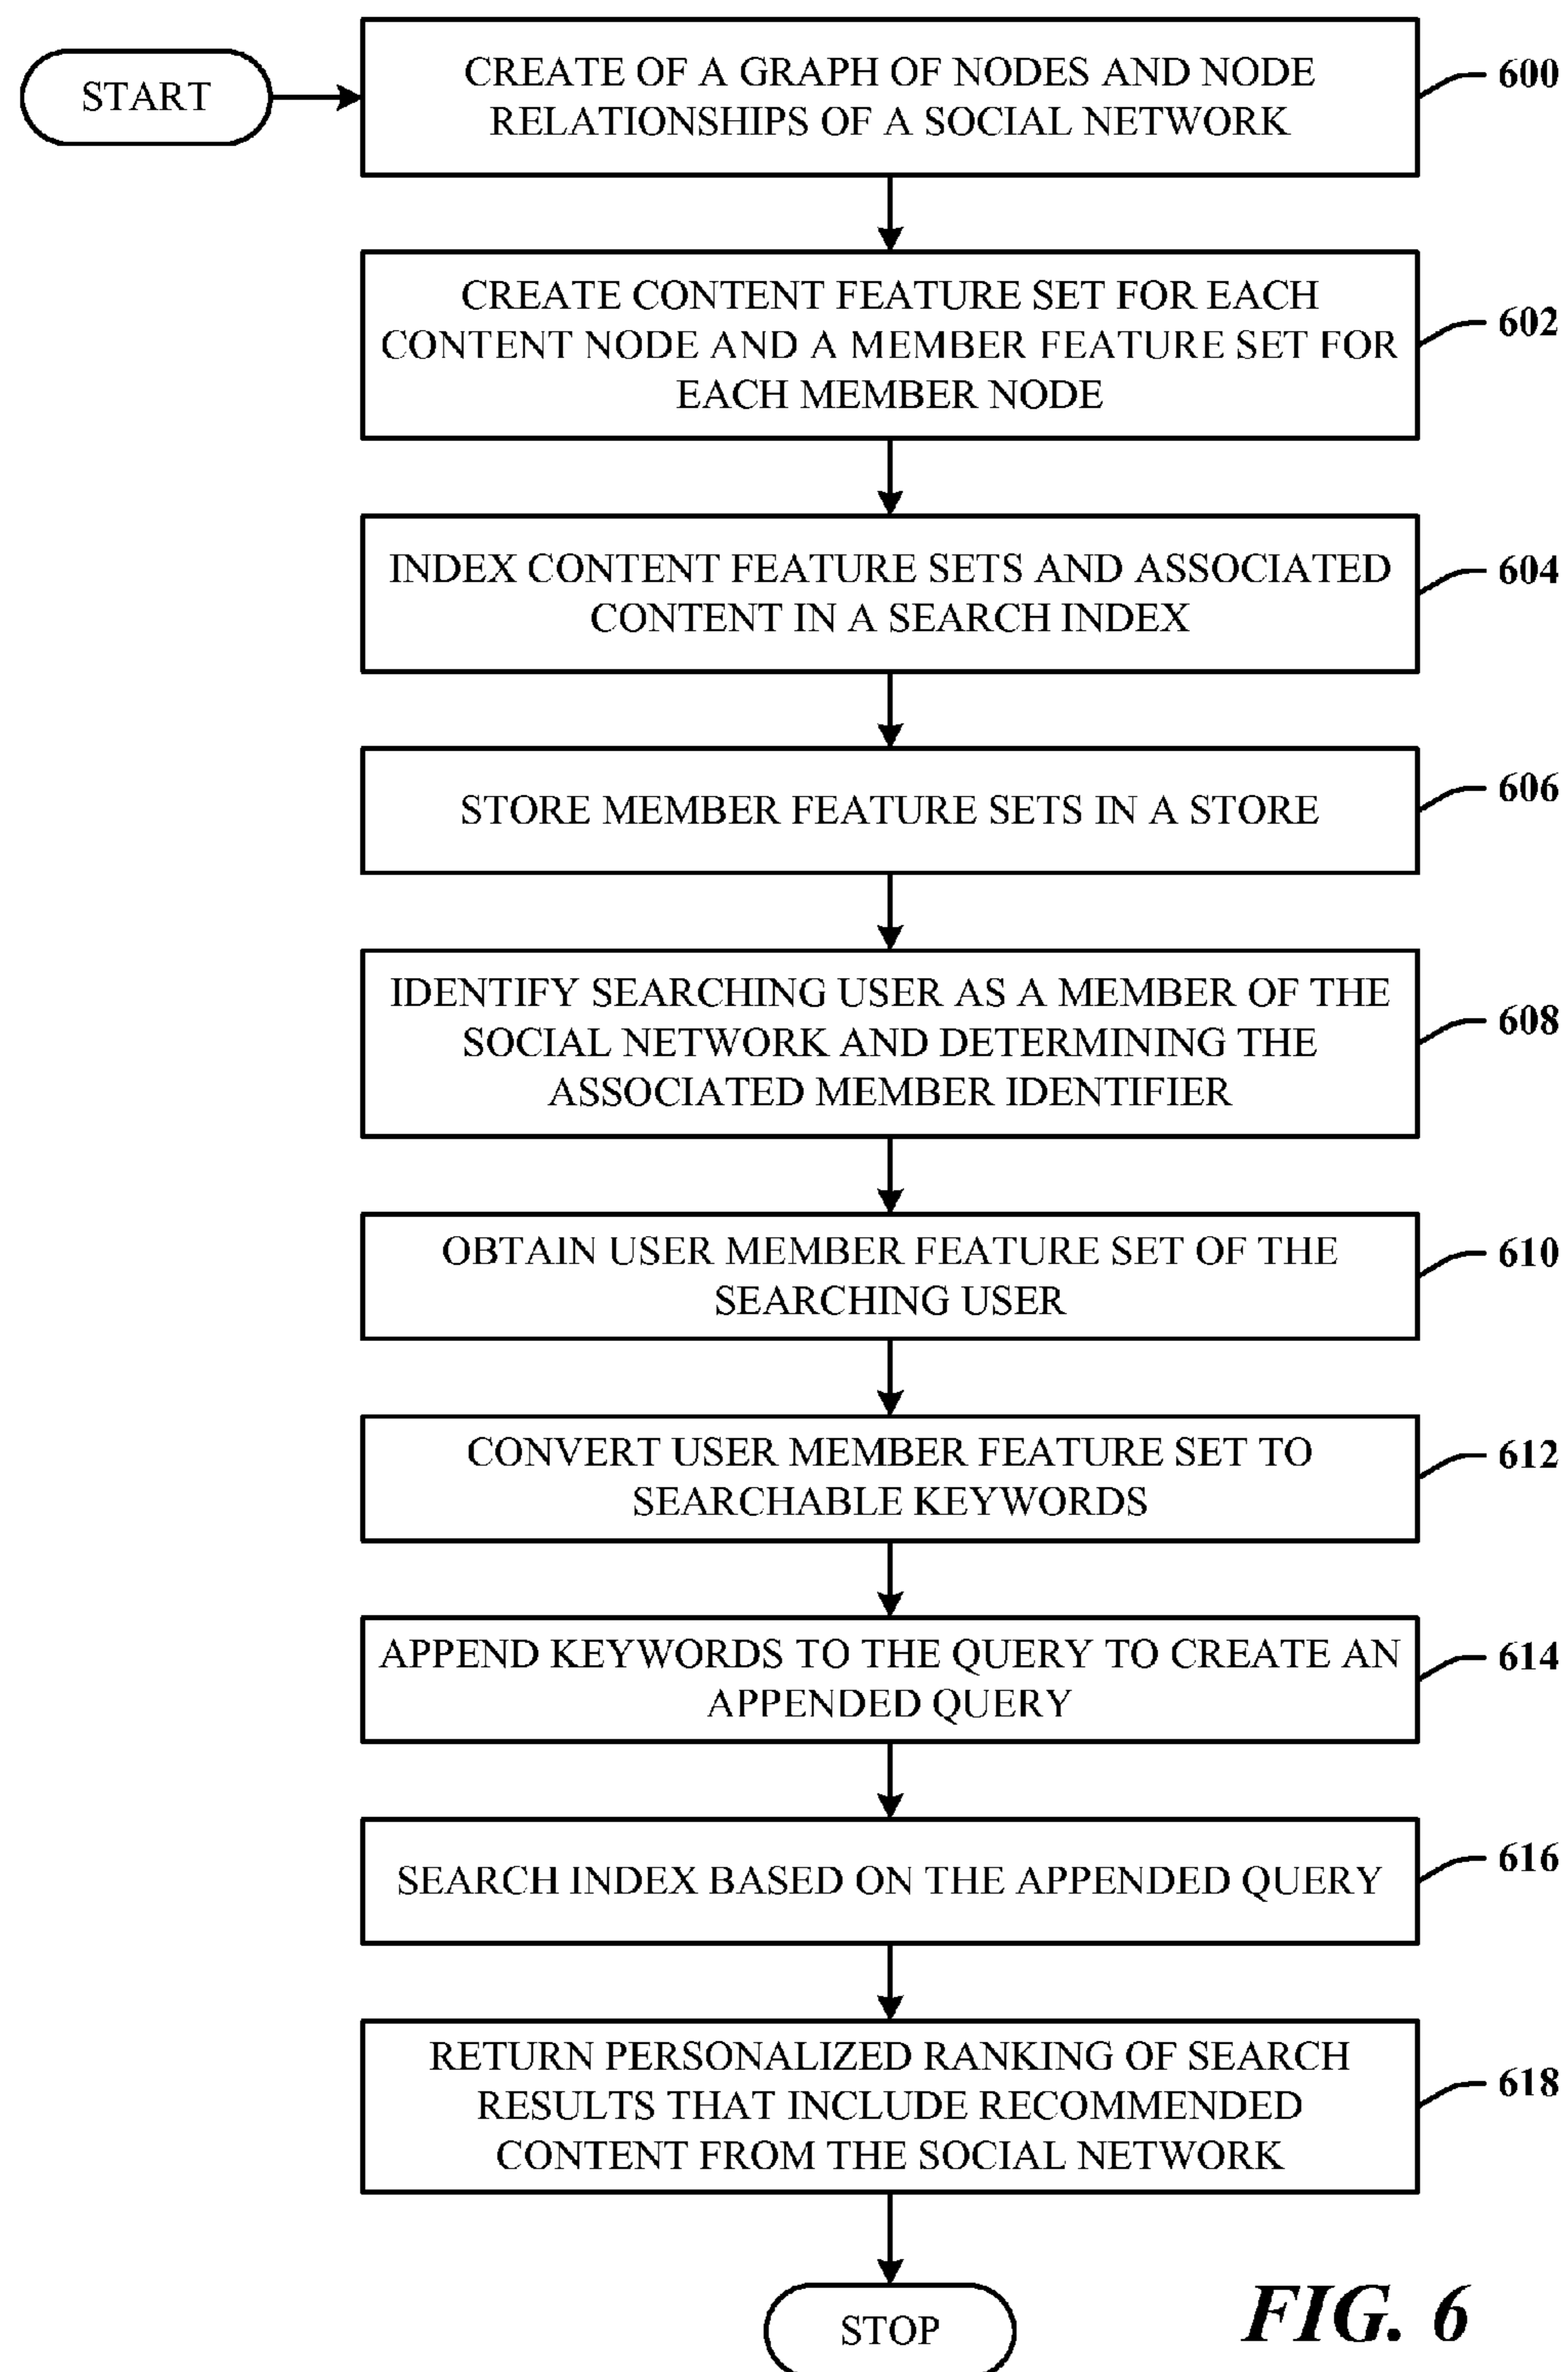 START
CREATE OF A GRAPH OF NODES AND NODE
RELATIONSHIPS OF A SOCIAL NETWORK
600
CREATE CONTENT FEATURE SET FOR EACH
CONTENT NODE AND A MEMBER FEATURE SET FOR
EACH MEMBER NODE
602
INDEX CONTENT FEATURE SETS AND ASSOCIATED
CONTENT IN A SEARCH INDEX
604
STORE MEMBER FEATURE SETS IN A STORE
606
IDENTIFY SEARCHING USER AS A MEMBER OF THE
SOCIAL NETWORK AND DETERMINING THE
ASSOCIATED MEMBER IDENTIFIER
608
OBTAIN USER MEMBER FEATURE SET OF THE
SEARCHING USER
610
CONVERT USER MEMBER FEATURE SET TO
SEARCHABLE KEYWORDS
612
APPEND KEYWORDS TO THE QUERY TO CREATE AN
APPENDED QUERY
614
SEARCH INDEX BASED ON THE APPENDED QUERY
616
RETURN PERSONALIZED RANKING OF SEARCH
RESULTS THAT INCLUDE RECOMMENDED
CONTENT FROM THE SOCIAL NETWORK
618
STOP
FIG. 6